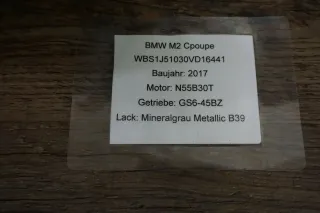 BMW M2 Cpoupe
WBS1J51030VD16441
Baujahr: 2017
Motor: N55B30T
Getriebe: GS6-45BZ
Lack: Mineralgrau Metallic B39